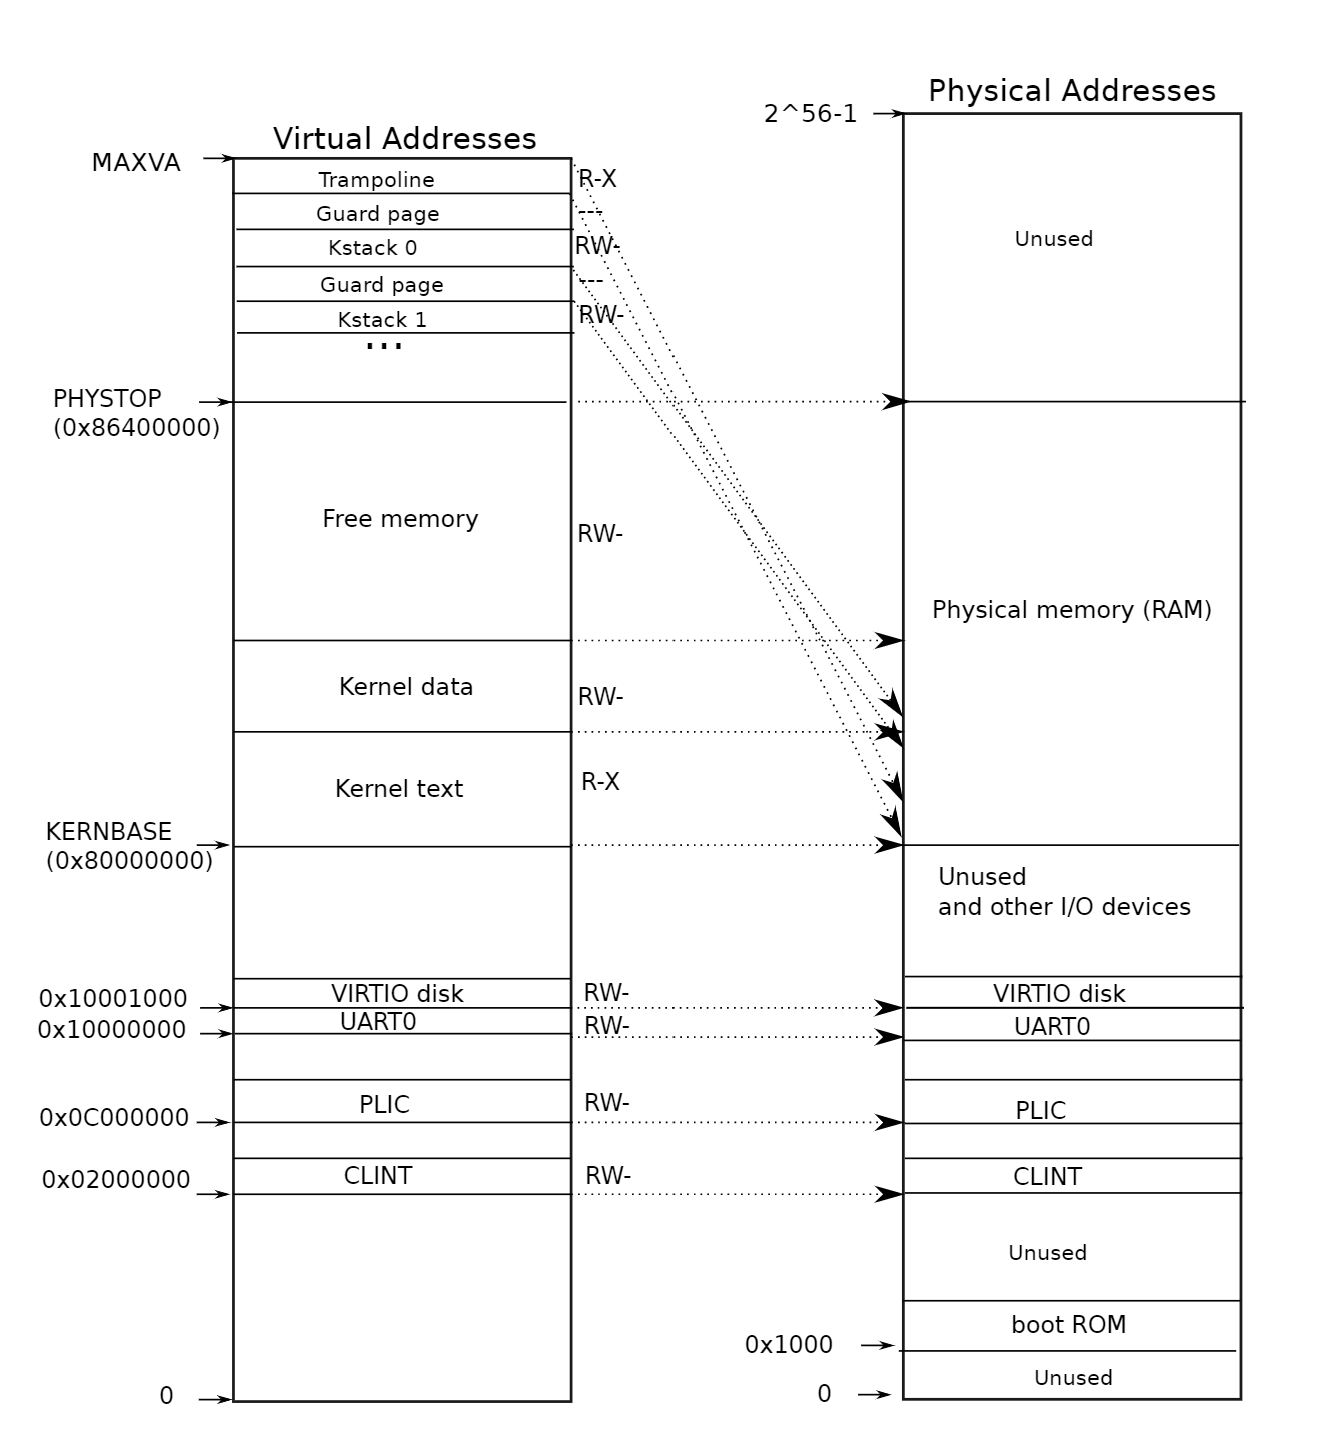 Physical Addresses
2^56-1
Virtual Addresses
MAXVA
Trampoline
R-X
Guard page
---
Unused
Kstack 0
RW-
Guard page
---
Kstack 1
RW-
...
PHYSTOP
(0x86400000)
Free memory
RW-
Physical memory (RAM)
Kernel data
RW-
Kernel text
R-X
KERNBASE
(0x80000000)
Unused
and other I/O devices
0x10001000
VIRTIO disk
RW-
VIRTIO disk
0x10000000
UART0
RW-
UART0
0x0C000000
PLIC
RW-
PLIC
0x02000000
CLINT
RW-
CLINT
Unused
boot ROM
0x1000
Unused
0
0